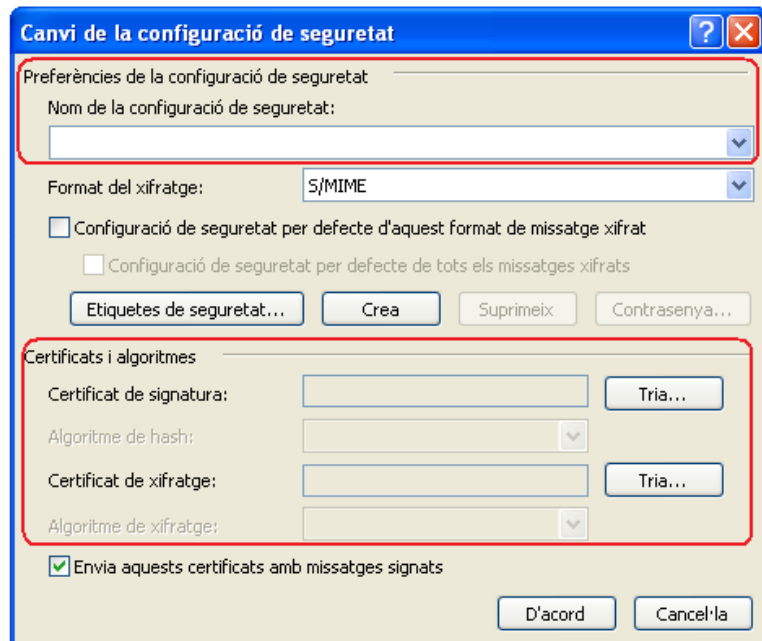 Canvi de la configuració de seguretat
Preferències de la configuració de seguretat
Nom de la configuració de seguretat:
Format del xifratge: S/MIME
Configuració de seguretat per defecte d'aquest format de missatge xifrat
Configuració de seguretat per defecte de tots els missatges xifrats
Etiquetes de seguretat... Crea Suprimeix Contrasenya...
Certificats i algoritmes
Certificat de signatura: Tria...
Algoritme de hash:
Certificat de xifratge: Tria...
Algoritme de xifratge:
Envia aquests certificats amb missatges signats
D'acord Cancel·la